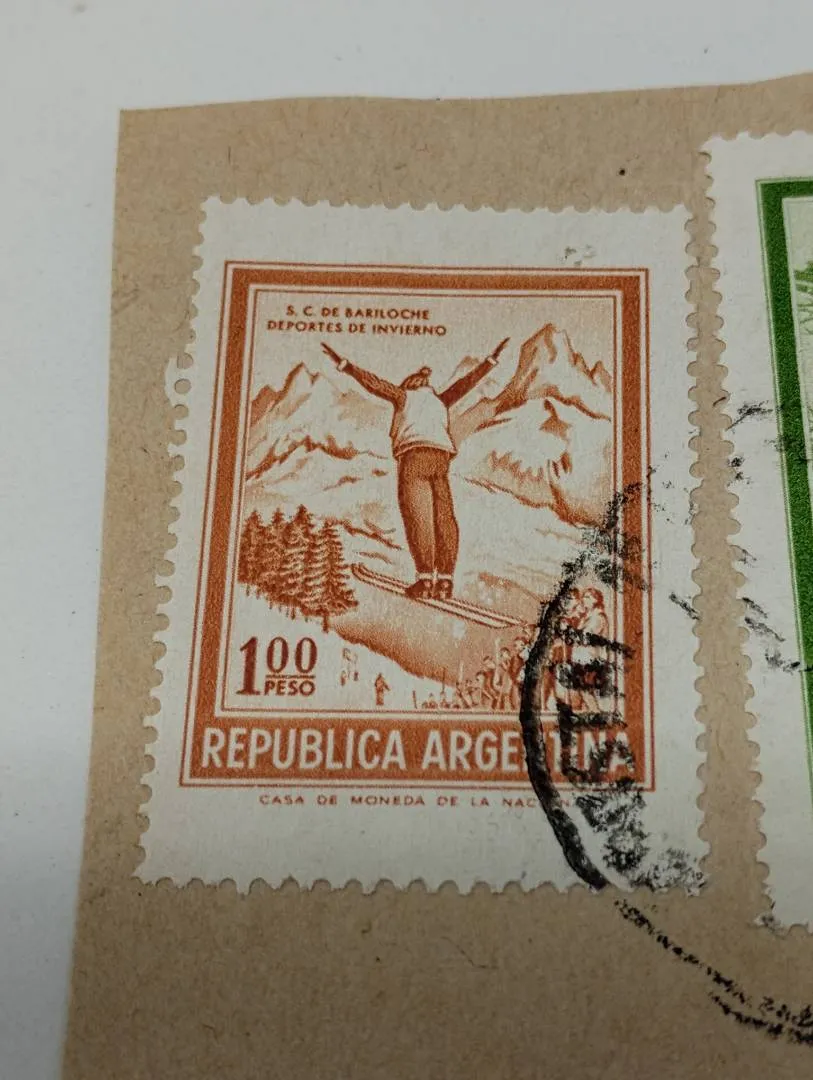 S. C. DE BARILOCHE
DEPORTES DE INVIERNO
1.00
PESO
REPUBLICA ARGENTINA
CASA DE MONEDA DE LA NACION